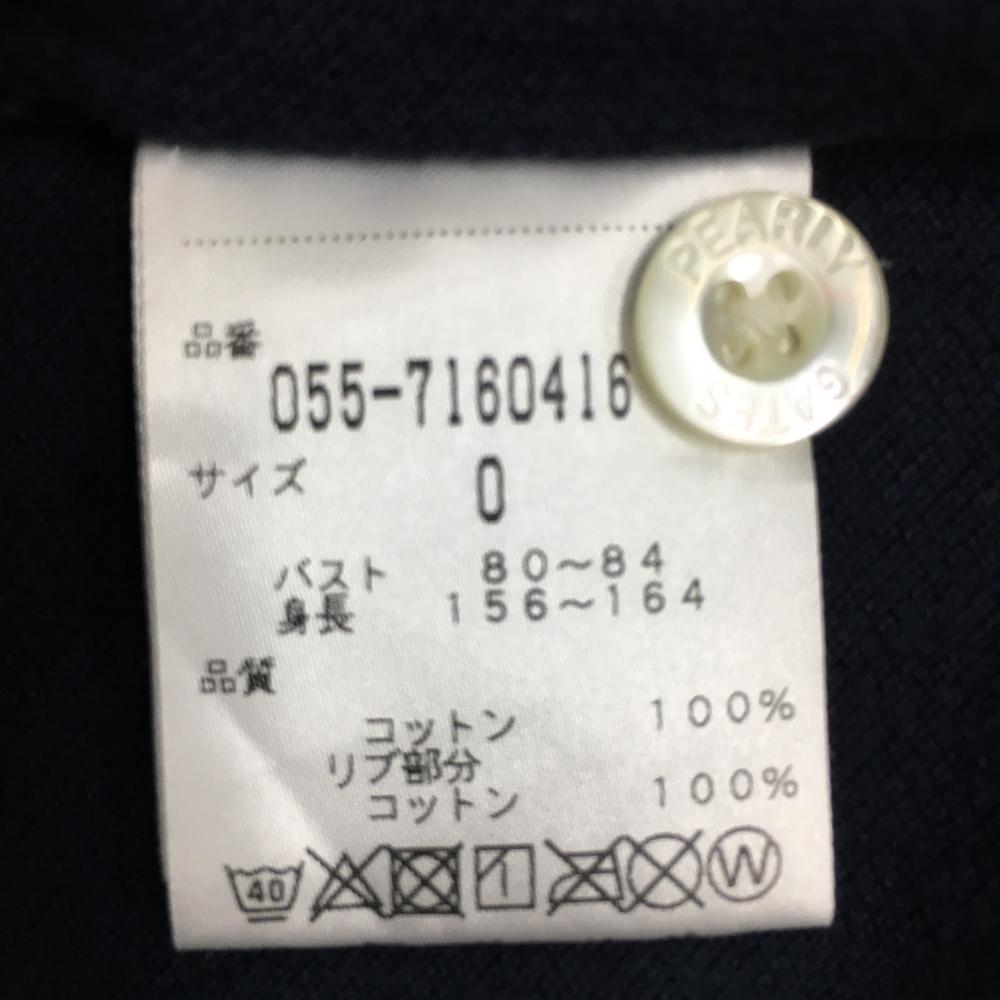 PEARLY
GATES
品番
055-7160416
サイズ 0
バスト 80~84
身長 156~164
品質
コットン 100%
リブ部分
コットン 100%
40 W